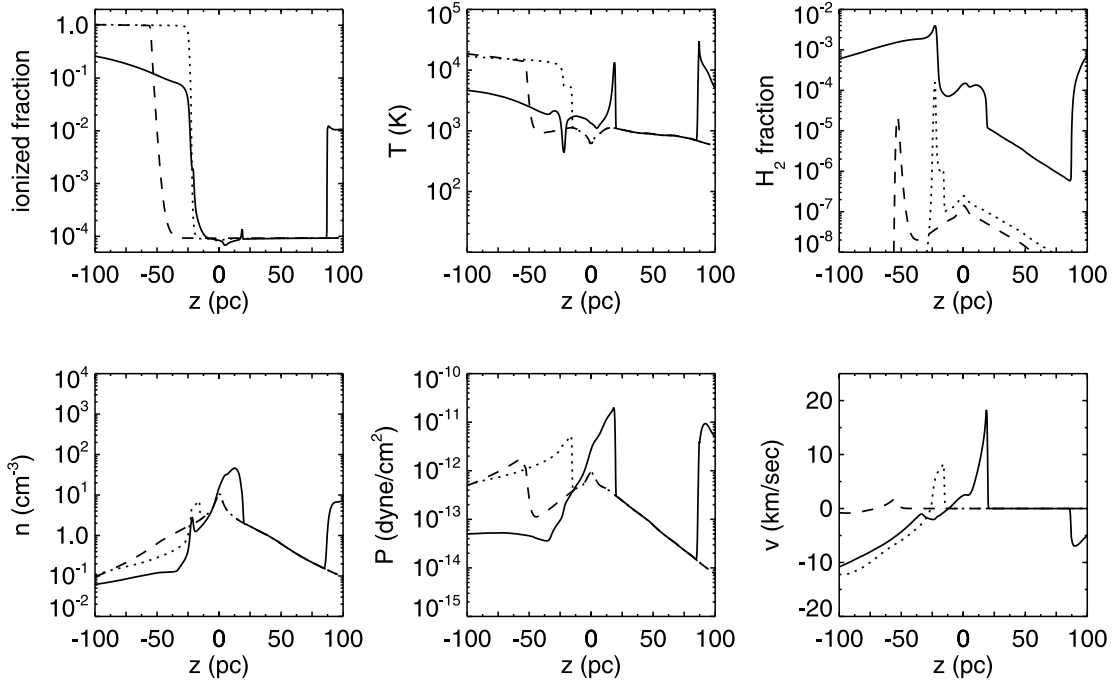 1.0
10⁻¹
10⁻²
10⁻³
10⁻⁴
ionized fraction
-100 -50 0 50 100
z (pc)
10⁵
10⁴
10³
10²
T (K)
-100 -50 0 50 100
z (pc)
10⁻²
10⁻³
10⁻⁴
10⁻⁵
10⁻⁶
10⁻⁷
10⁻⁸
H₂ fraction
-100 -50 0 50 100
z (pc)
10⁴
10³
10²
10¹
1.0
10⁻¹
10⁻²
n (cm⁻³)
-100 -50 0 50 100
z (pc)
10⁻¹⁰
10⁻¹¹
10⁻¹²
10⁻¹³
10⁻¹⁴
10⁻¹⁵
P (dyne/cm²)
-100 -50 0 50 100
z (pc)
20
10
0
-10
-20
v (km/sec)
-100 -50 0 50 100
z (pc)